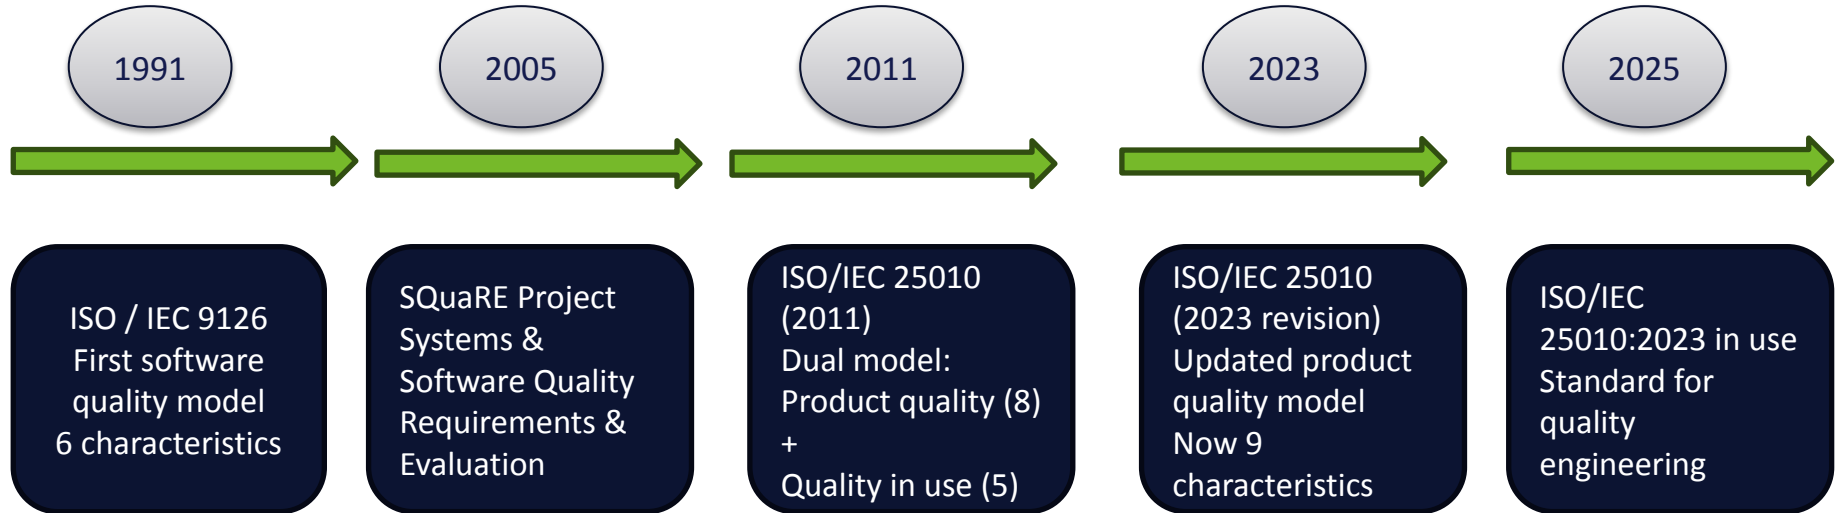 1991
2005
2011
2023
2025
ISO / IEC 9126
First software
quality model
6 characteristics
SQuaRE Project
Systems &
Software Quality
Requirements &
Evaluation
ISO/IEC 25010
(2011)
Dual model:
Product quality (8)
+
Quality in use (5)
ISO/IEC 25010
(2023 revision)
Updated product
quality model
Now 9
characteristics
ISO/IEC
25010:2023 in use
Standard for
quality
engineering